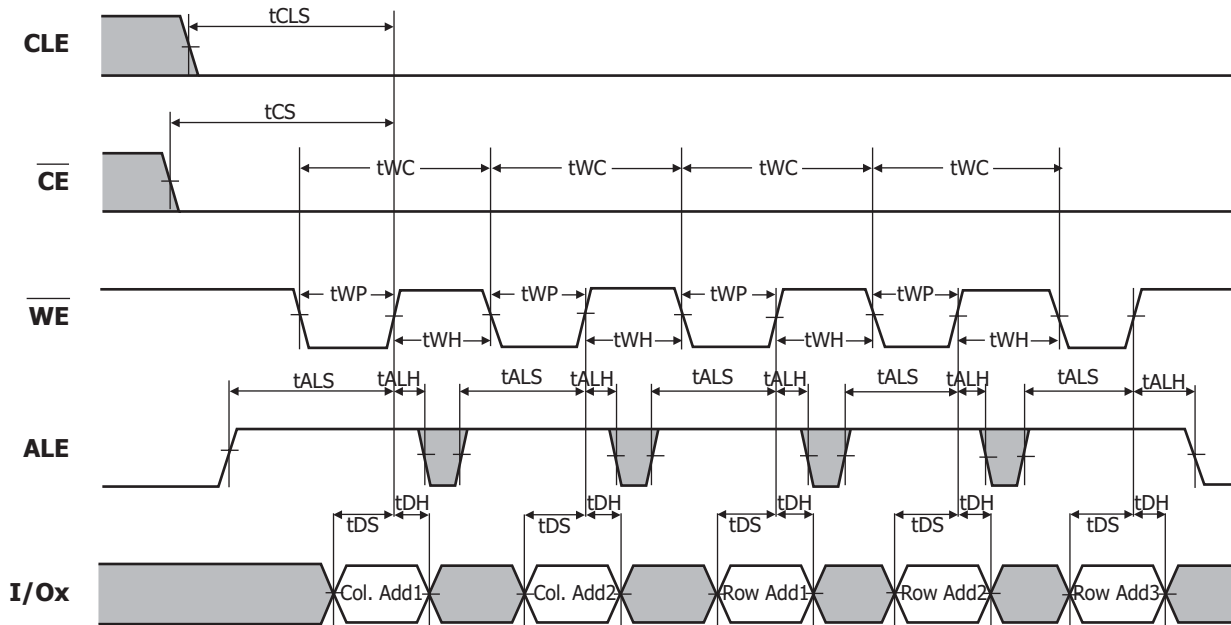 tCLS
CLE
tCS
CE
tWC tWC tWC tWC
WE
tWP tWP tWP tWP
tWH tWH tWH tWH
tALS tALH tALS tALH tALS tALH tALS tALH tALS tALH
ALE
tDS tDH tDS tDH tDS tDH tDS tDH tDS tDH
I/Ox
Col. Add1 Col. Add2 Row Add1 Row Add2 Row Add3